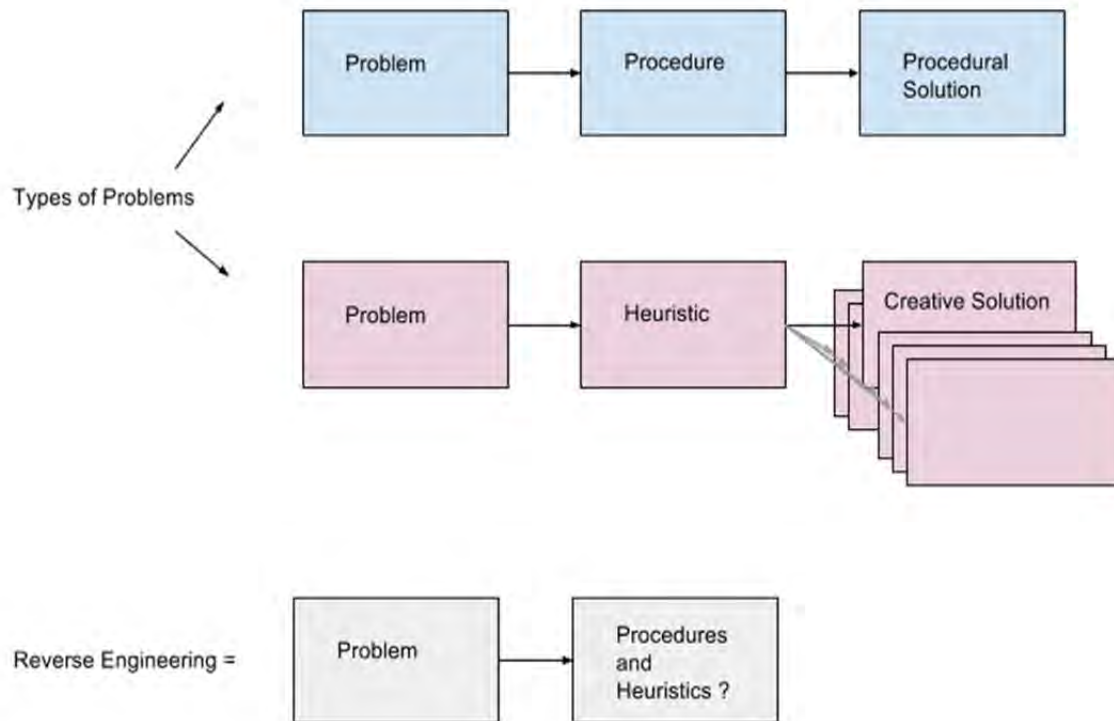 Problem
Procedure
Procedural
Solution
Types of Problems
Problem
Heuristic
Creative Solution
Reverse Engineering =
Problem
Procedures
and
Heuristics ?